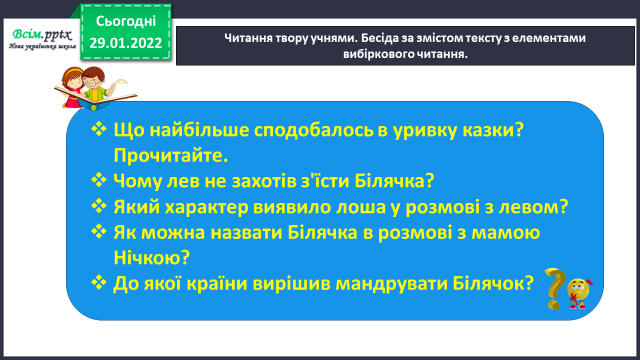 Всім.pptx
Нова українська школа
Сьогодні
29.01.2022
Читання твору учнями. Бесіда за змістом тексту з елементами
вибіркового читання.
❖ Що найбільше сподобалось в уривку казки?
Прочитайте.
❖ Чому лев не захотів з'їсти Білячка?
❖ Який характер виявило лоша у розмові з левом?
❖ Як можна назвати Білячка в розмові з мамою
Нічкою?
❖ До якої країни вирішив мандрувати Білячок?